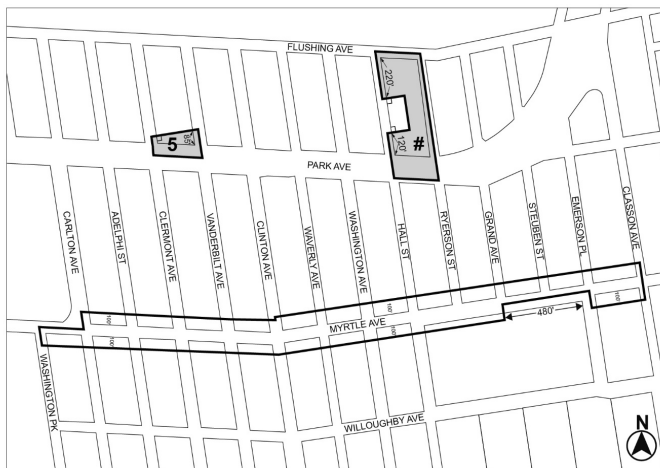 FLUSHING AVE
220'
5
85'
120'
#
PARK AVE
CARLTON AVE
ADELPHI ST
CLERMONT AVE
VANDERBILT AVE
CLINTON AVE
WAVERLY AVE
WASHINGTON AVE
HALL ST
RYERSON ST
GRAND AVE
STEUBEN ST
EMERSON PL
CLASSON AVE
100'
100'
100'
480'
MYRTLE AVE
100'
100'
WASHINGTON PK
WILLOUGHBY AVE
N